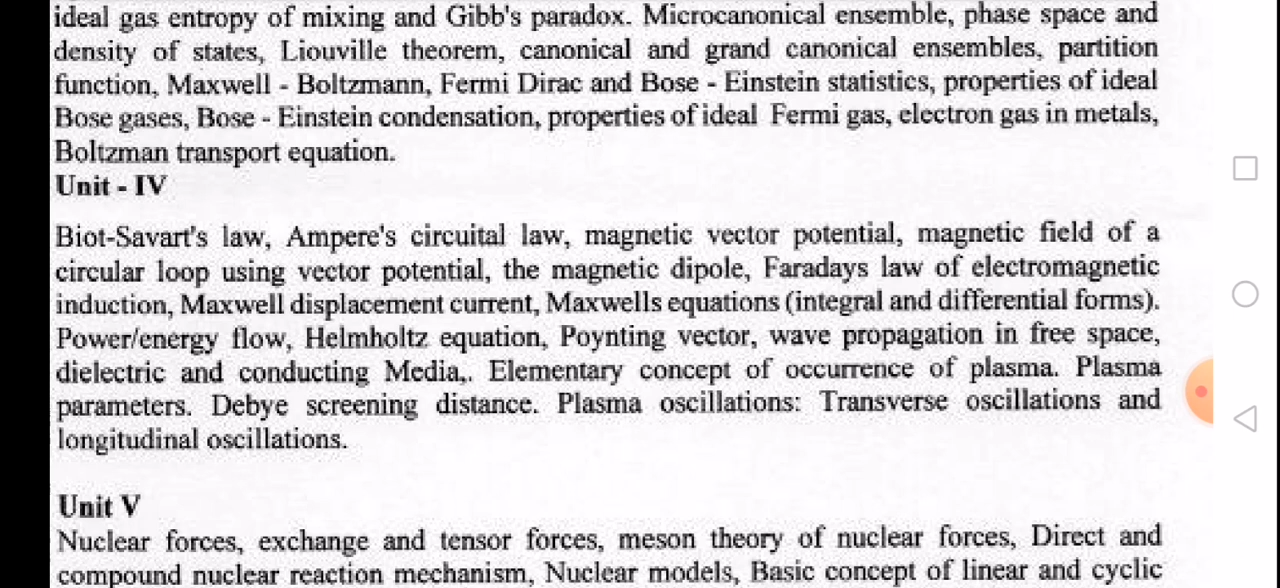 ideal gas entropy of mixing and Gibb's paradox. Microcanonical ensemble, phase space and
density of states, Liouville theorem, canonical and grand canonical ensembles, partition
function, Maxwell - Boltzmann, Fermi Dirac and Bose - Einstein statistics, properties of ideal
Bose gases, Bose - Einstein condensation, properties of ideal Fermi gas, electron gas in metals,
Boltzman transport equation.
Unit - IV
Biot-Savart's law, Ampere's circuital law, magnetic vector potential, magnetic field of a
circular loop using vector potential, the magnetic dipole, Faradays law of electromagnetic
induction, Maxwell displacement current, Maxwells equations (integral and differential forms).
Power/energy flow, Helmholtz equation, Poynting vector, wave propagation in free space,
dielectric and conducting Media,. Elementary concept of occurrence of plasma. Plasma
parameters. Debye screening distance. Plasma oscillations: Transverse oscillations and
longitudinal oscillations.
Unit V
Nuclear forces, exchange and tensor forces, meson theory of nuclear forces, Direct and
compound nuclear reaction mechanism, Nuclear models, Basic concept of linear and cyclic